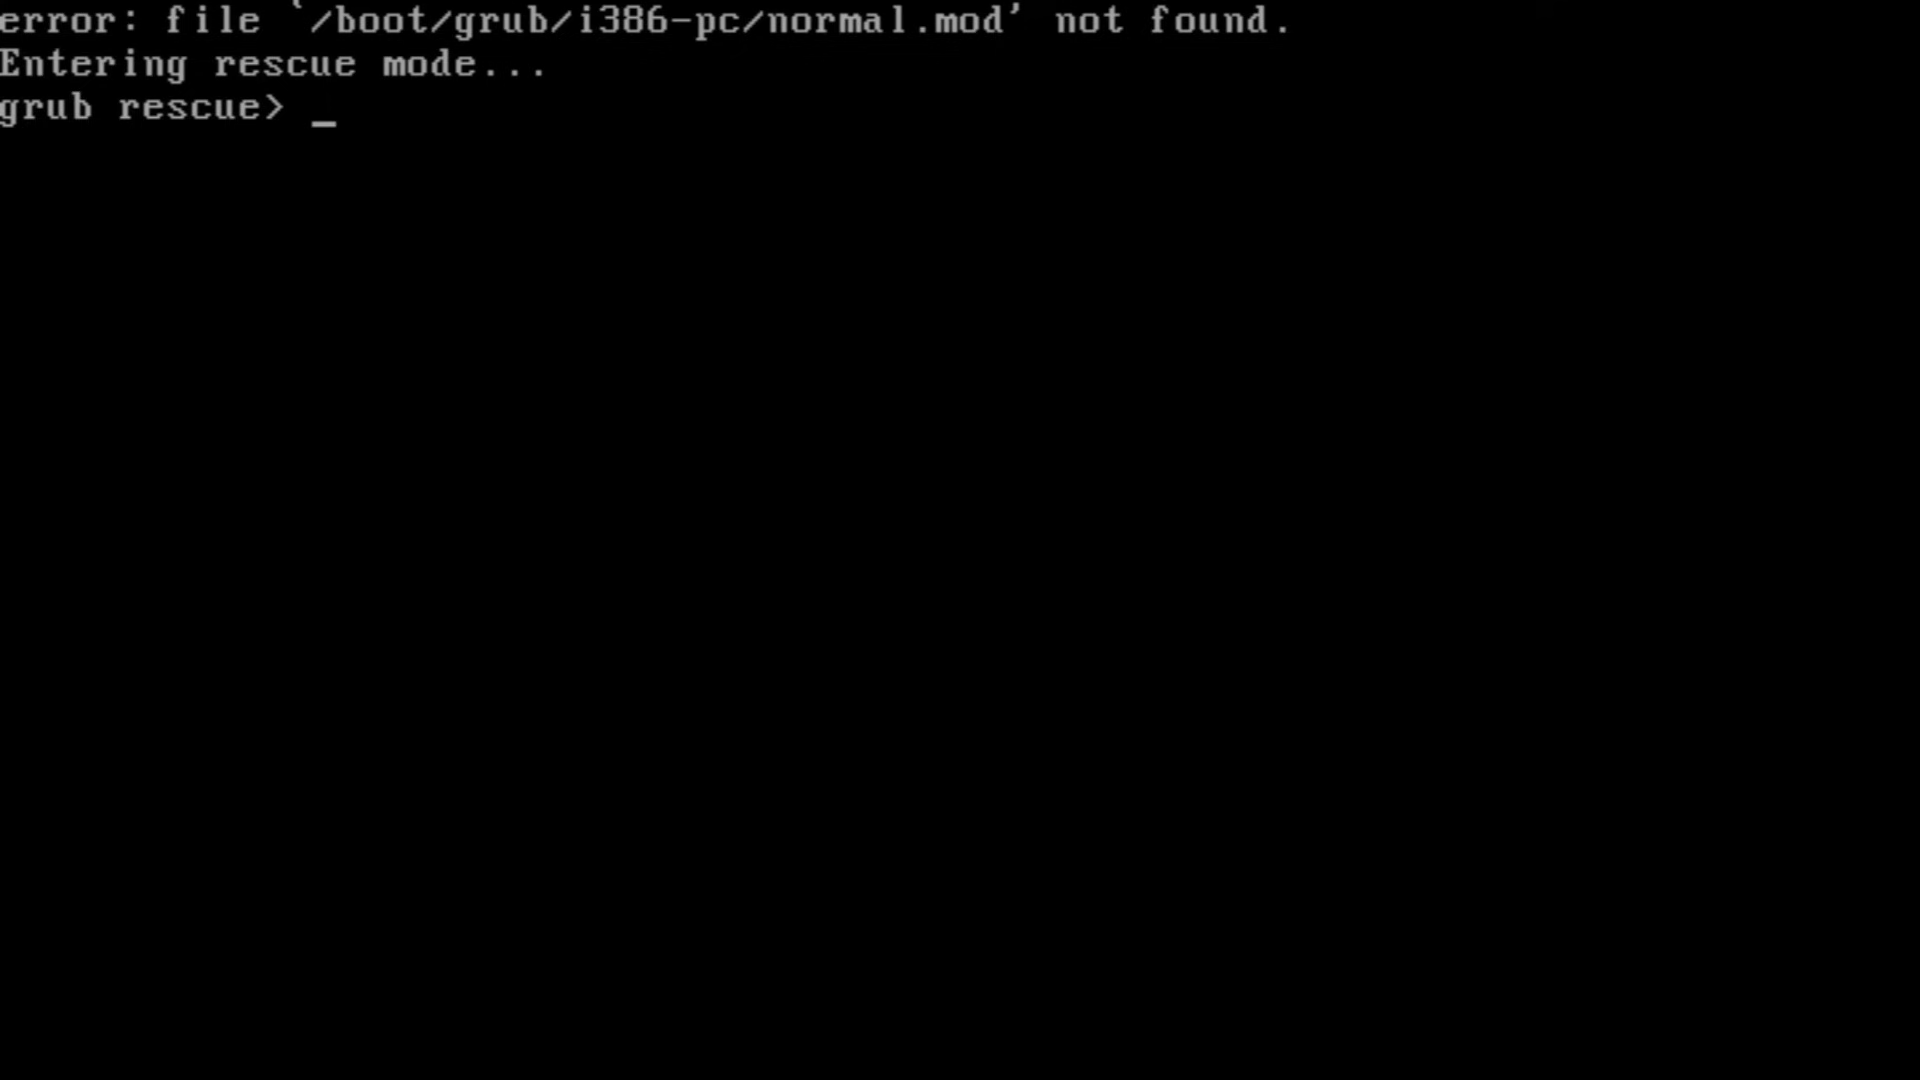 error: file `/boot/grub/i386-pc/normal.mod' not found.
Entering rescue mode...
grub rescue> _